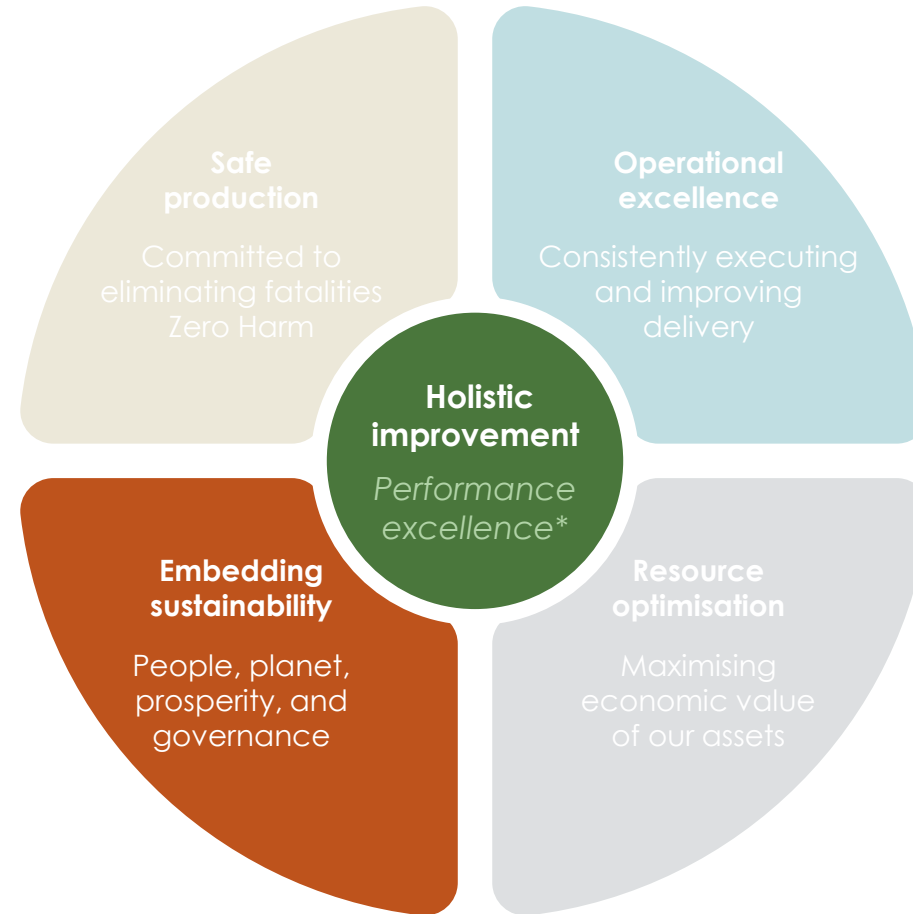 Safe
production
Committed to
eliminating fatalities
Zero Harm
Operational
excellence
Consistently executing
and improving
delivery
Holistic
improvement
Performance
excellence*
Embedding
sustainability
People, planet,
prosperity, and
governance
Resource
optimisation
Maximising
economic value
of our assets